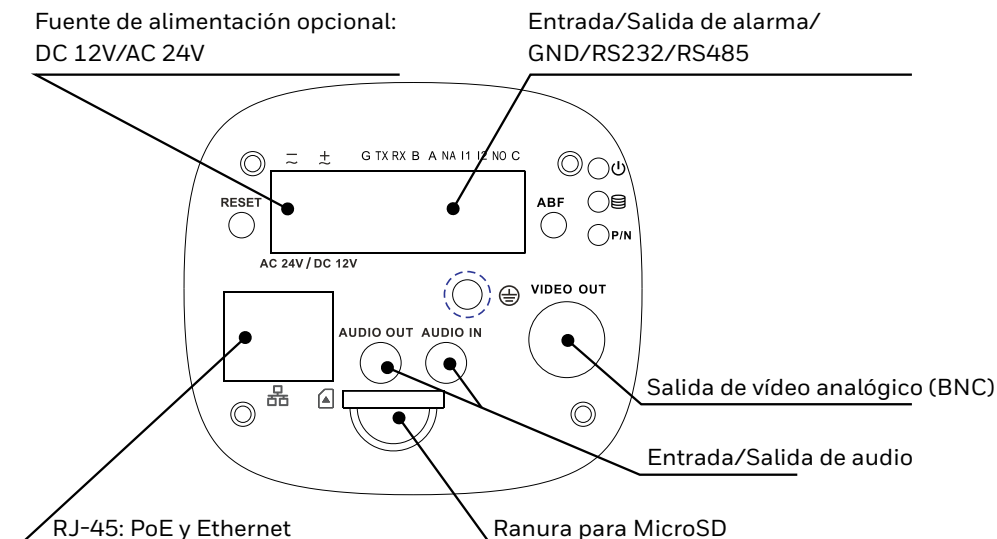 Fuente de alimentación opcional:
DC 12V/AC 24V
Entrada/Salida de alarma/
GND/RS232/RS485
G TX RX B A NA I1 I2 NO C
RESET
ABF
P/N
AC 24V / DC 12V
VIDEO OUT
AUDIO OUT
AUDIO IN
Salida de vídeo analógico (BNC)
Entrada/Salida de audio
RJ-45: PoE y Ethernet
Ranura para MicroSD